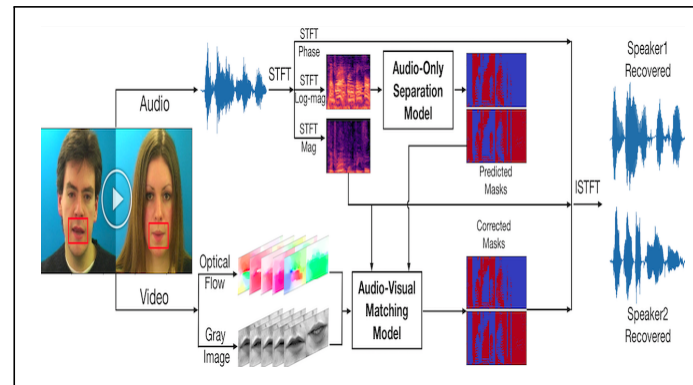 STFT
Phase
Audio
STFT
STFT
Log-mag
STFT
Mag
Audio-Only
Separation
Model
Predicted
Masks
Speaker1
Recovered
ISTFT
Video
Optical
Flow
Gray
Image
Audio-Visual
Matching
Model
Corrected
Masks
Speaker2
Recovered